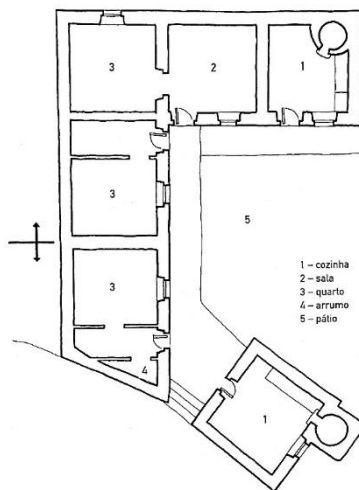 3
2
1
3
5
3
1 – cozinha
2 – sala
3 – quarto
4 – arrumo
5 – pátio
4
1